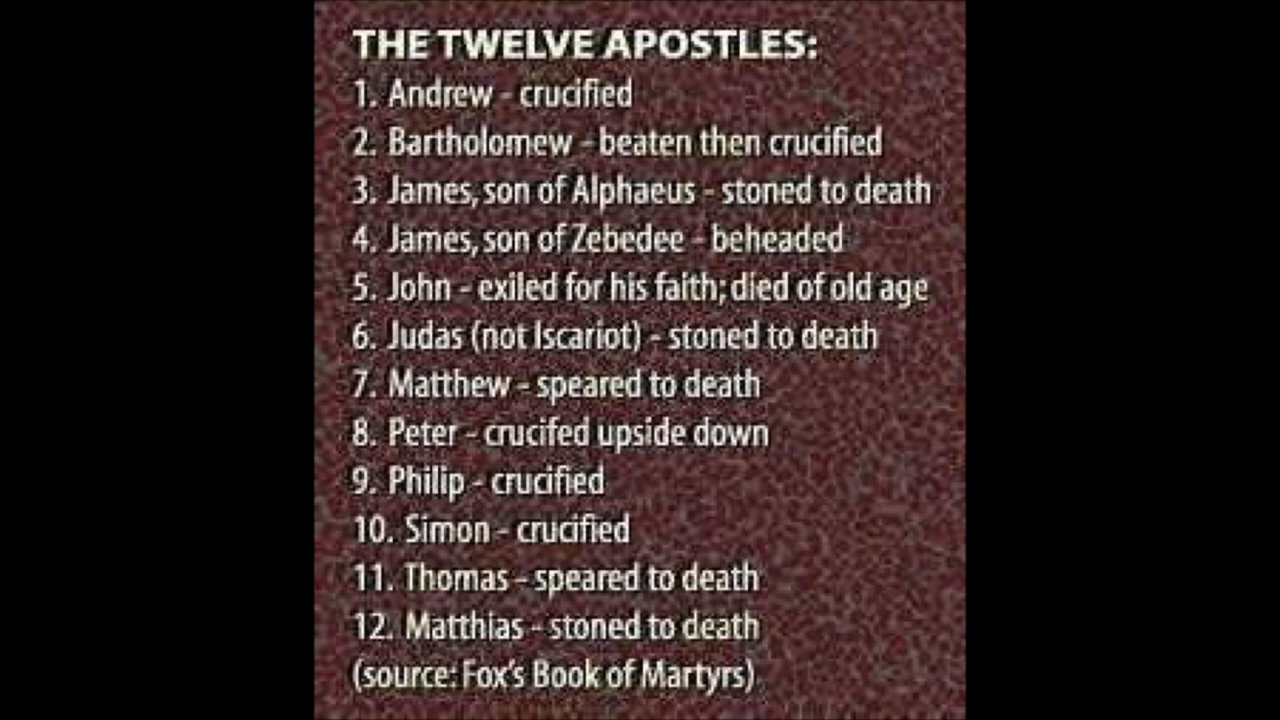 THE TWELVE APOSTLES:
1. Andrew - crucified
2. Bartholomew - beaten then crucified
3. James, son of Alphaeus - stoned to death
4. James, son of Zebedee - beheaded
5. John - exiled for his faith; died of old age
6. Judas (not Iscariot) - stoned to death
7. Matthew - speared to death
8. Peter - crucifed upside down
9. Philip - crucified
10. Simon - crucified
11. Thomas - speared to death
12. Matthias - stoned to death
(source: Fox's Book of Martyrs)